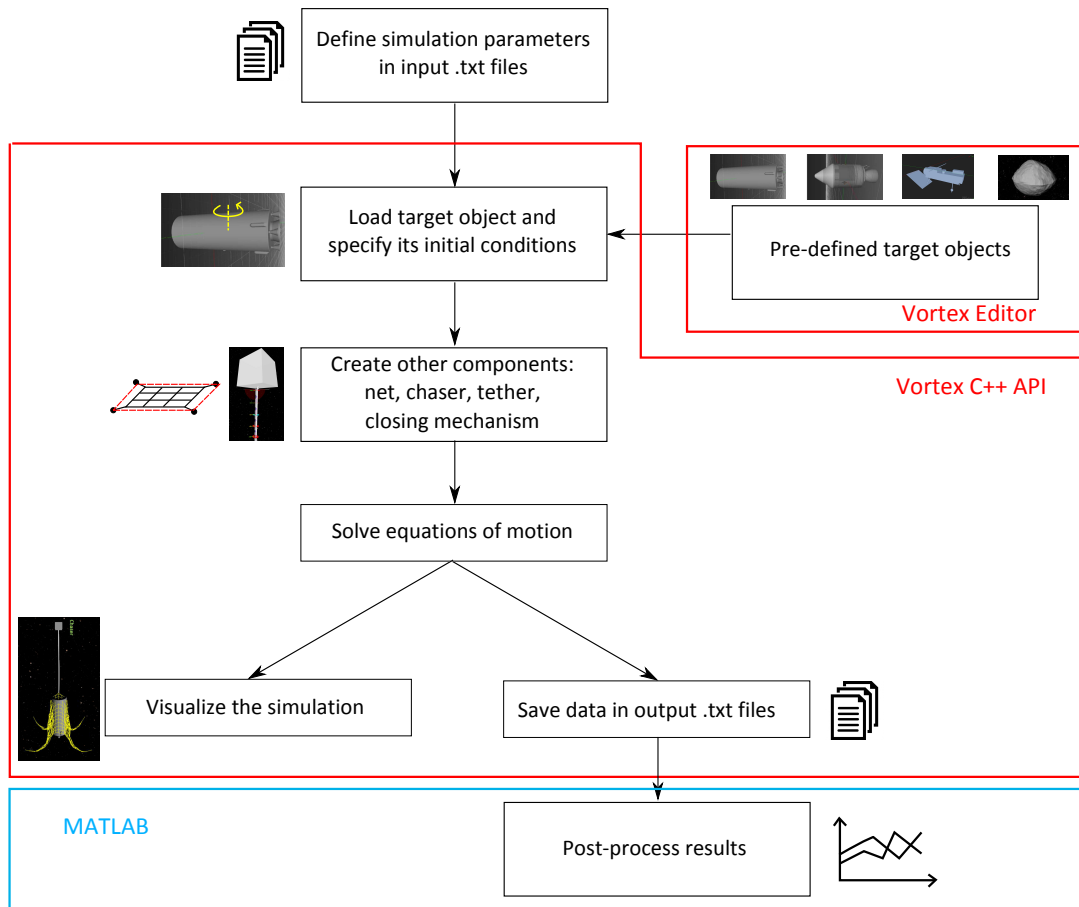 Define simulation parameters
in input .txt files
Load target object and
specify its initial conditions
Pre-defined target objects
Vortex Editor
Vortex C++ API
Create other components:
net, chaser, tether,
closing mechanism
Solve equations of motion
Chaser
Visualize the simulation
Save data in output .txt files
MATLAB
Post-process results